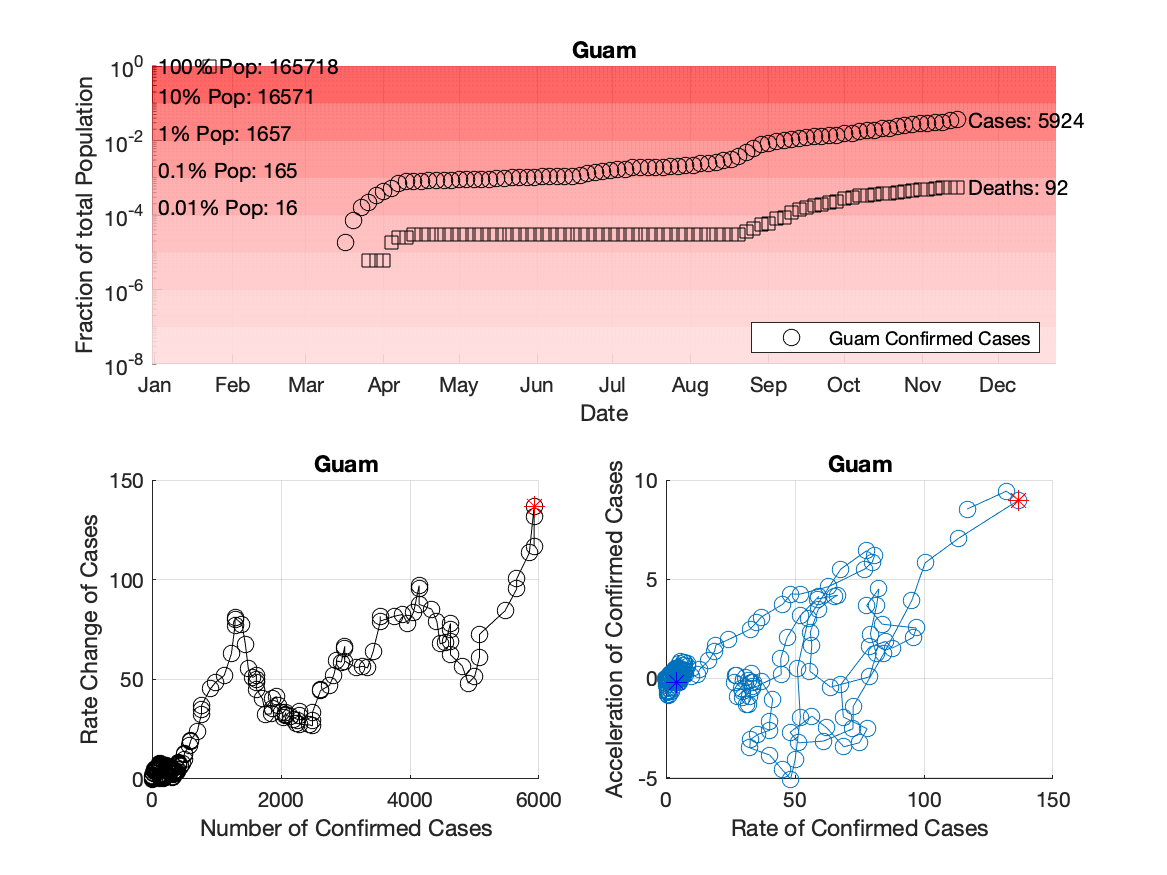 Guam
Fraction of total Population
10^0
10^-2
10^-4
10^-6
10^-8
100% Pop: 165718
10% Pop: 16571
1% Pop: 1657
0.1% Pop: 165
0.01% Pop: 16
Cases: 5924
Deaths: 92
Guam Confirmed Cases
Jan Feb Mar Apr May Jun Jul Aug Sep Oct Nov Dec
Date
Guam
Rate Change of Cases
150
100
50
0
0 2000 4000 6000
Number of Confirmed Cases
Guam
Acceleration of Confirmed Cases
10
5
0
-5
0 50 100 150
Rate of Confirmed Cases